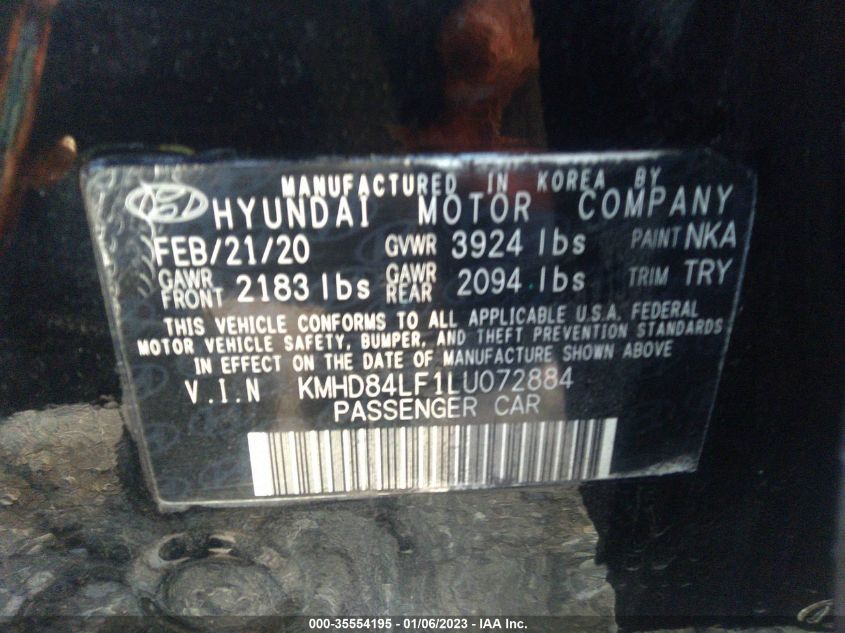 MANUFACTURED IN KOREA BY
HYUNDAI MOTOR COMPANY
FEB/21/20 GVWR 3924 lbs PAINT NKA
GAWR FRONT 2183 lbs GAWR REAR 2094 lbs TRIM TRY
THIS VEHICLE CONFORMS TO ALL APPLICABLE U.S.A. FEDERAL
MOTOR VEHICLE SAFETY, BUMPER, AND THEFT PREVENTION STANDARDS
IN EFFECT ON THE DATE OF MANUFACTURE SHOWN ABOVE
V.I.N KMHD84LF1LU072884
PASSENGER CAR
000-35554195 - 01/06/2023 - IAA Inc.